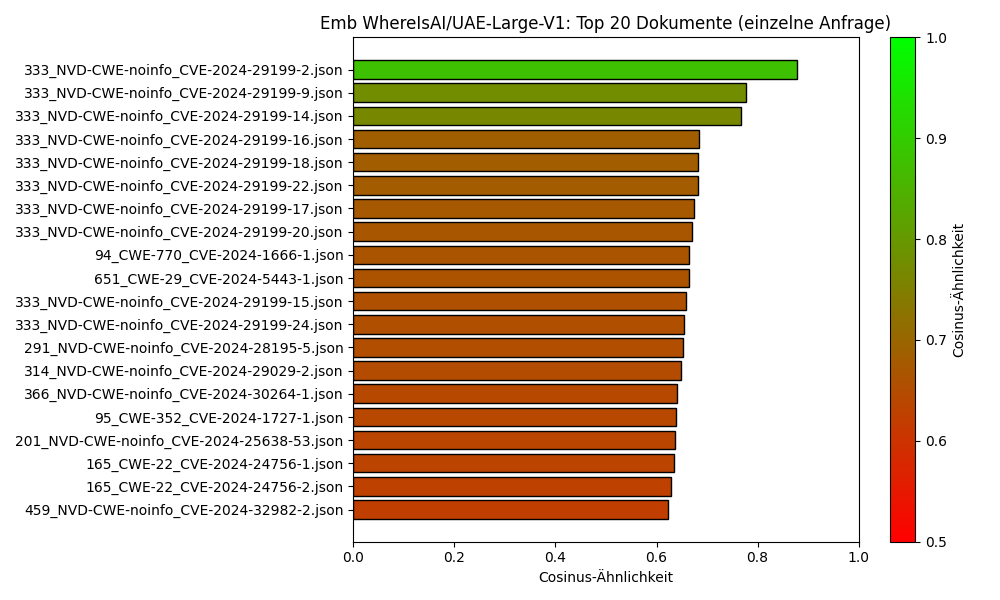 Emb WhereIsAI/UAE-Large-V1: Top 20 Dokumente (einzelne Anfrage)
333_NVD-CWE-noinfo_CVE-2024-29199-2.json
333_NVD-CWE-noinfo_CVE-2024-29199-9.json
333_NVD-CWE-noinfo_CVE-2024-29199-14.json
333_NVD-CWE-noinfo_CVE-2024-29199-16.json
333_NVD-CWE-noinfo_CVE-2024-29199-18.json
333_NVD-CWE-noinfo_CVE-2024-29199-22.json
333_NVD-CWE-noinfo_CVE-2024-29199-17.json
333_NVD-CWE-noinfo_CVE-2024-29199-20.json
94_CWE-770_CVE-2024-1666-1.json
651_CWE-29_CVE-2024-5443-1.json
333_NVD-CWE-noinfo_CVE-2024-29199-15.json
333_NVD-CWE-noinfo_CVE-2024-29199-24.json
291_NVD-CWE-noinfo_CVE-2024-28195-5.json
314_NVD-CWE-noinfo_CVE-2024-29029-2.json
366_NVD-CWE-noinfo_CVE-2024-30264-1.json
95_CWE-352_CVE-2024-1727-1.json
201_NVD-CWE-noinfo_CVE-2024-25638-53.json
165_CWE-22_CVE-2024-24756-1.json
165_CWE-22_CVE-2024-24756-2.json
459_NVD-CWE-noinfo_CVE-2024-32982-2.json
0.0 0.2 0.4 0.6 0.8 1.0
Cosinus-Ähnlichkeit
1.0
0.9
0.8
0.7
0.6
0.5
Cosinus-Ähnlichkeit